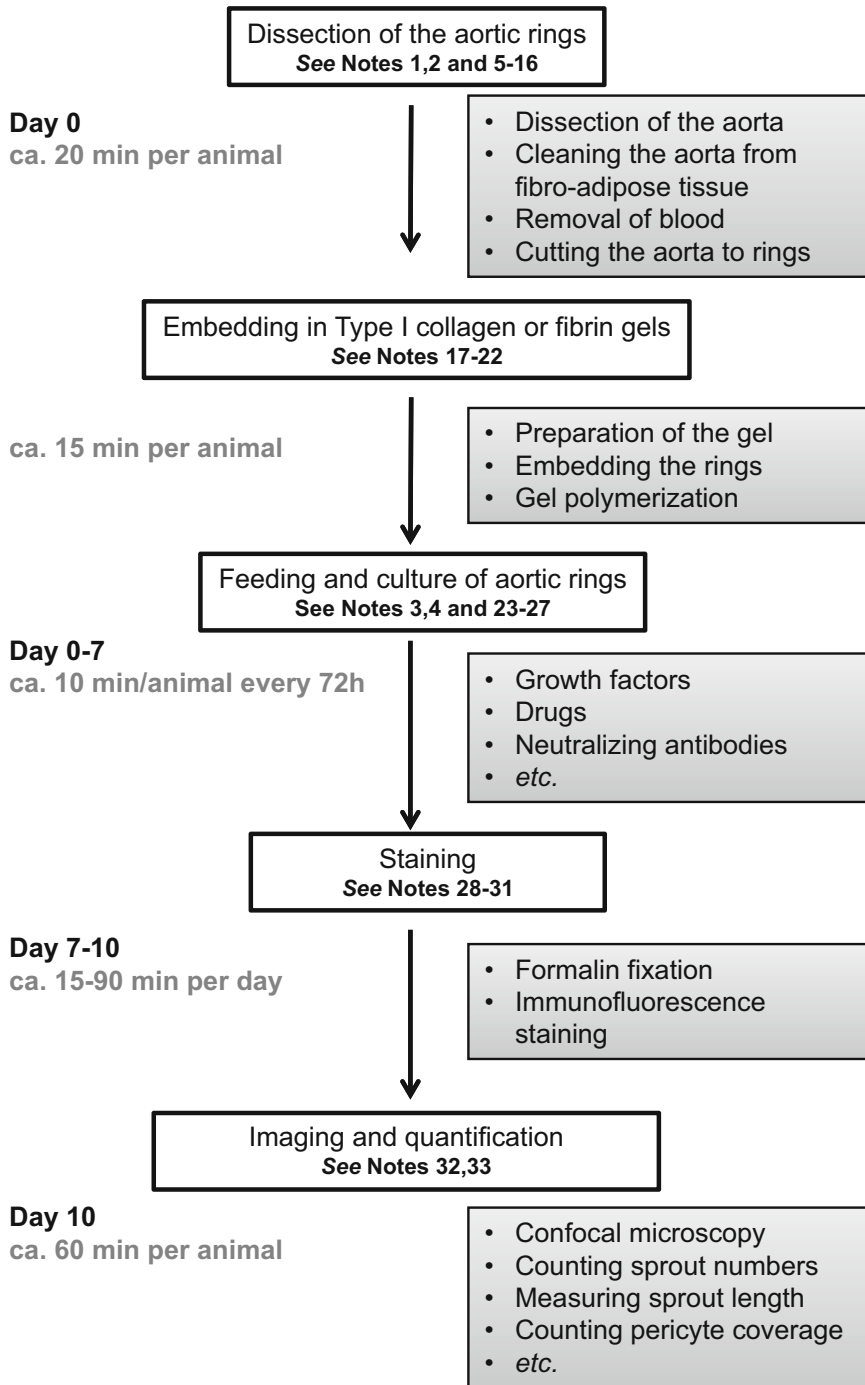 Dissection of the aortic rings
See Notes 1,2 and 5-16
Day 0
ca. 20 min per animal
• Dissection of the aorta
• Cleaning the aorta from
fibro-adipose tissue
• Removal of blood
• Cutting the aorta to rings
Embedding in Type I collagen or fibrin gels
See Notes 17-22
ca. 15 min per animal
• Preparation of the gel
• Embedding the rings
• Gel polymerization
Feeding and culture of aortic rings
See Notes 3,4 and 23-27
Day 0-7
ca. 10 min/animal every 72h
• Growth factors
• Drugs
• Neutralizing antibodies
• etc.
Staining
See Notes 28-31
Day 7-10
ca. 15-90 min per day
• Formalin fixation
• Immunofluorescence
staining
Imaging and quantification
See Notes 32,33
Day 10
ca. 60 min per animal
• Confocal microscopy
• Counting sprout numbers
• Measuring sprout length
• Counting pericyte coverage
• etc.